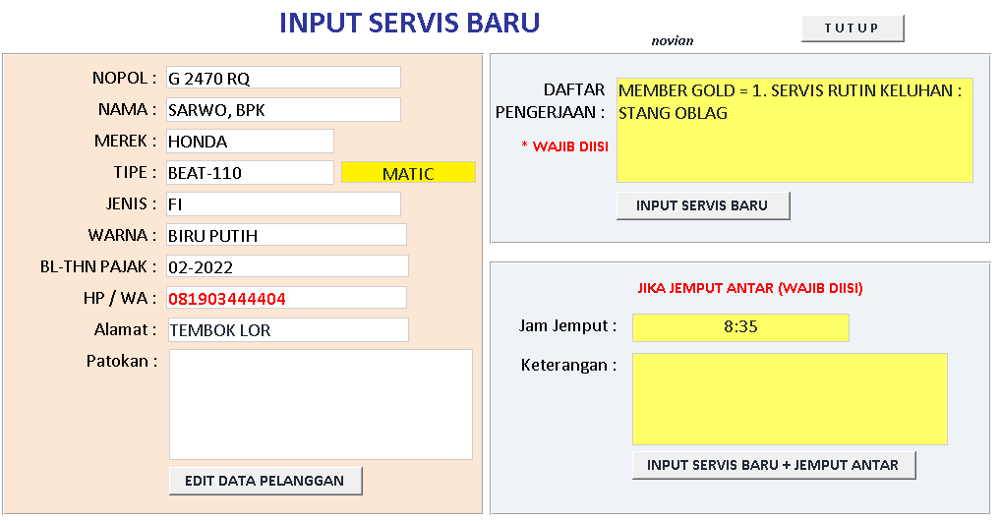 INPUT SERVIS BARU
novian
TUTUP
NOPOL : G 2470 RQ
NAMA : SARWO, BPK
MEREK : HONDA
TIPE : BEAT-110 MATIC
JENIS : FI
WARNA : BIRU PUTIH
BL-THN PAJAK : 02-2022
HP / WA : 081903444404
Alamat : TEMBOK LOR
Patokan :
EDIT DATA PELANGGAN
DAFTAR PENGERJAAN :
* WAJIB DIISI
MEMBER GOLD = 1. SERVIS RUTIN KELUHAN :
STANG OBLAG
INPUT SERVIS BARU
JIKA JEMPUT ANTAR (WAJIB DIISI)
Jam Jemput : 8:35
Keterangan :
INPUT SERVIS BARU + JEMPUT ANTAR